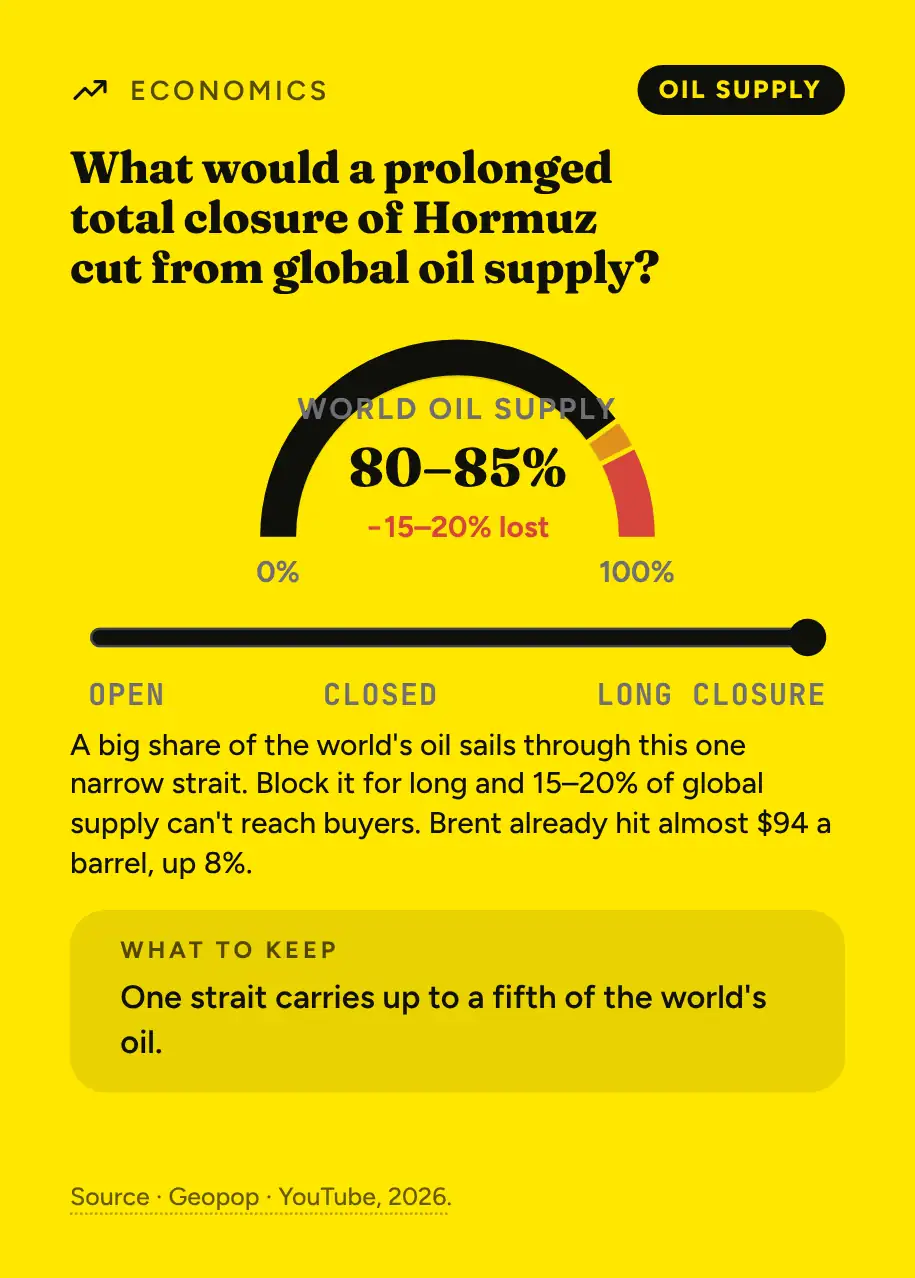 ECONOMICS
OIL SUPPLY
What would a prolonged
total closure of Hormuz
cut from global oil supply?
WORLD OIL SUPPLY
80–85%
-15–20% lost
0%
100%
OPEN
CLOSED
LONG CLOSURE
A big share of the world's oil sails through this one
narrow strait. Block it for long and 15–20% of global
supply can't reach buyers. Brent already hit almost $94 a
barrel, up 8%.
WHAT TO KEEP
One strait carries up to a fifth of the world's
oil.
Source · Geopop · YouTube, 2026.